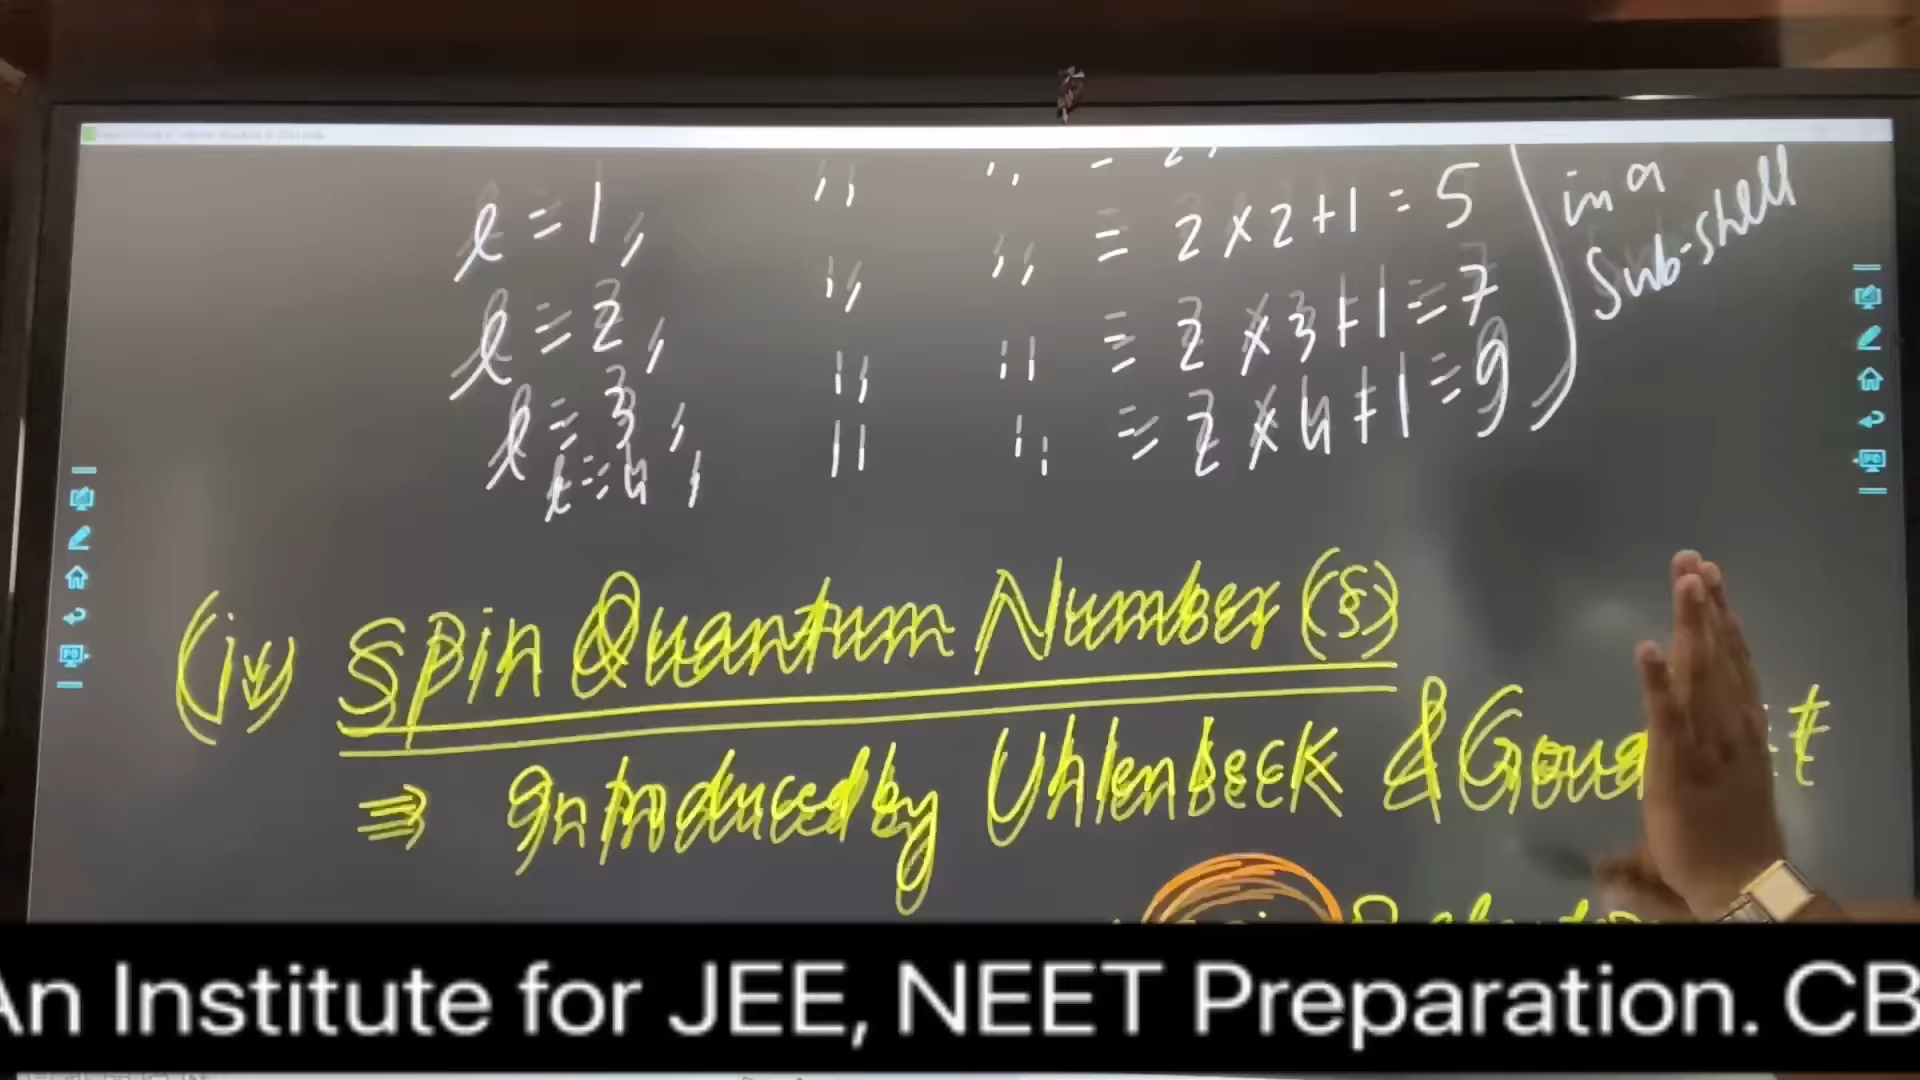 l = 1, ,, ,, =
l = 2, ,, ,, = 2 x 2 + 1 = 5
l = 3, ,, ,, = 2 x 3 + 1 = 7
l = 4, ,, ,, = 2 x 4 + 1 = 9
in a
Sub-shell
(iv) Spin Quantum Number (s)
⇒ Introduced by Uhlenbeck & Gou it
An Institute for JEE, NEET Preparation. CB